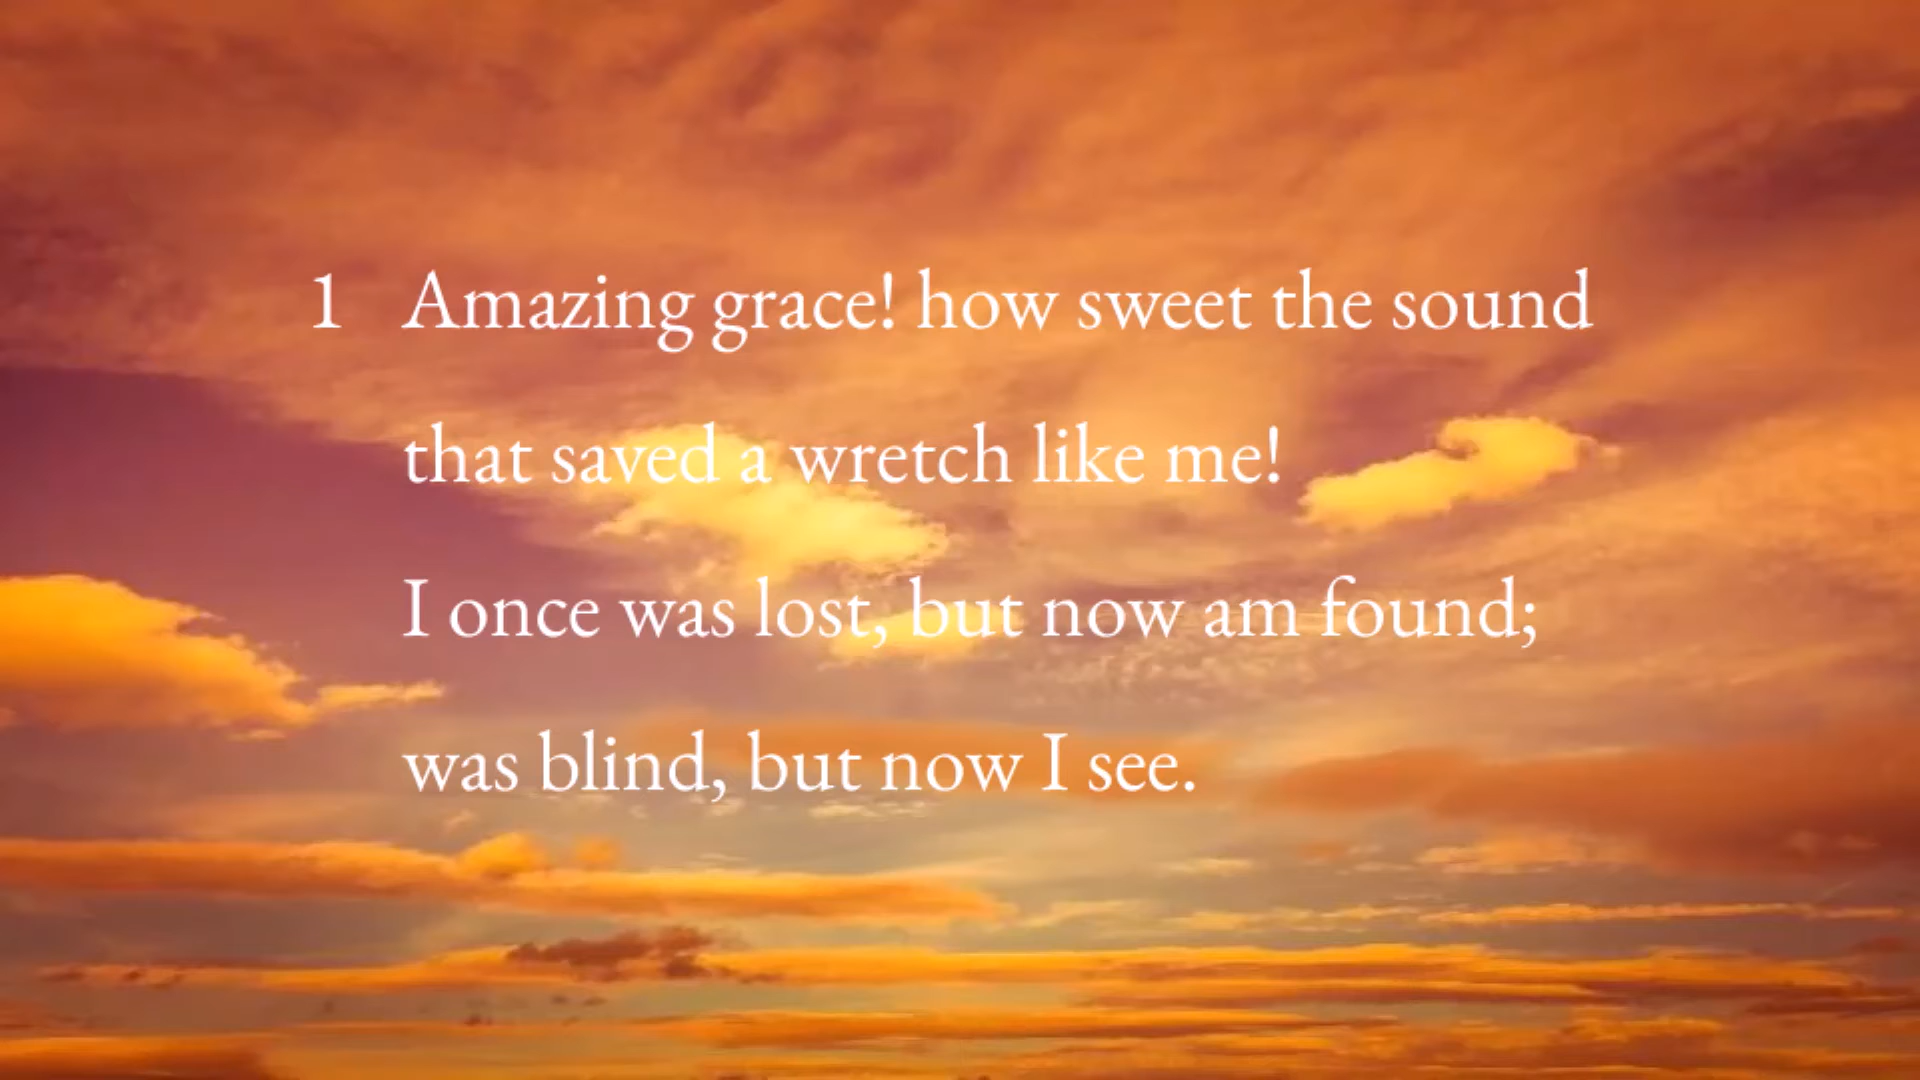 1 Amazing grace! how sweet the sound
that saved a wretch like me!
I once was lost, but now am found;
was blind, but now I see.